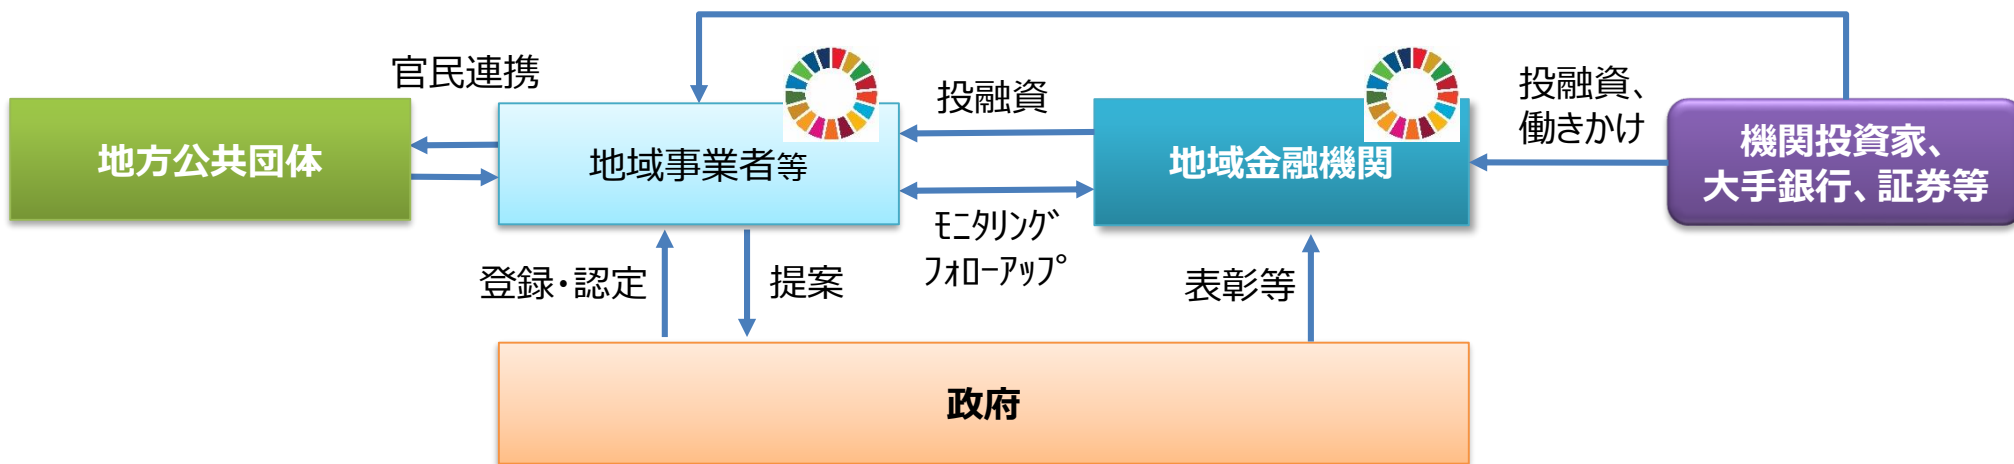 官民連携
地方公共団体
地域事業者等
投融資
ﾓﾆﾀﾘﾝｸﾞ
ﾌｫﾛｰｱｯﾌﾟ
地域金融機関
投融資、
働きかけ
機関投資家、
大手銀行、証券等
登録・認定
提案
表彰等
政府